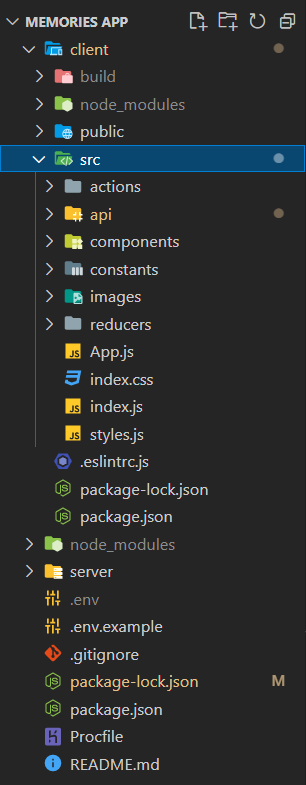 MEMORIES APP
client
build
node_modules
public
src
actions
api
components
constants
images
reducers
App.js
index.css
index.js
styles.js
.eslintrc.js
package-lock.json
package.json
node_modules
server
.env
.env.example
.gitignore
package-lock.json M
package.json
Procfile
README.md